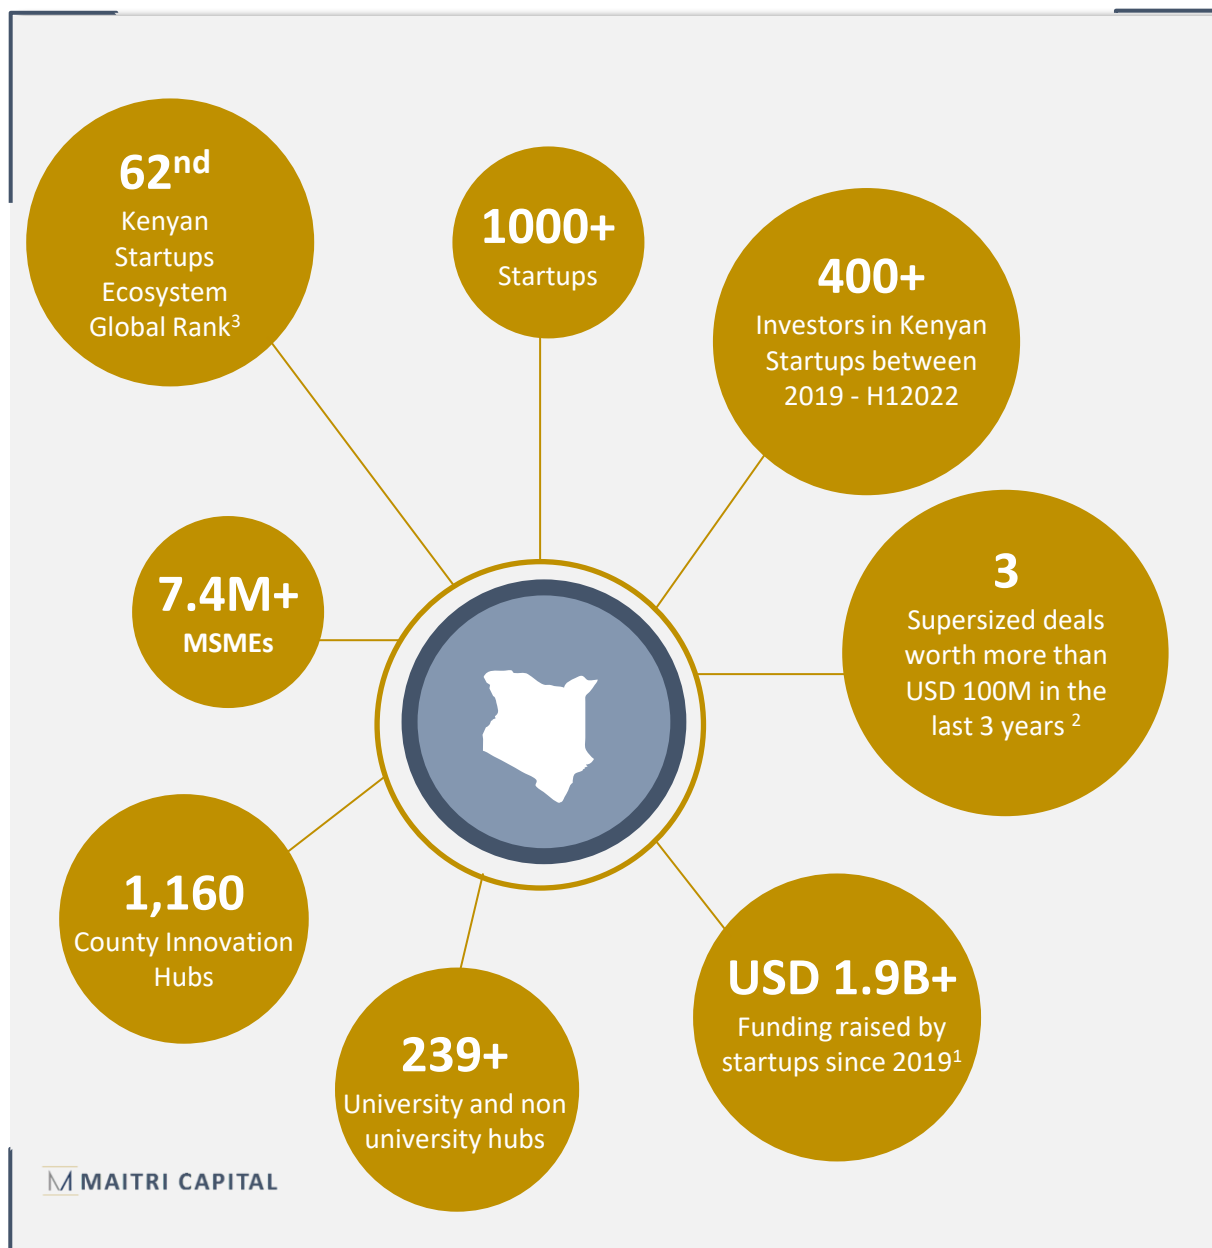 62nd
Kenyan
Startups
Ecosystem
Global Rank3
1000+
Startups
400+
Investors in Kenyan
Startups between
2019 - H12022
3
Supersized deals
worth more than
USD 100M in the
last 3 years 2
7.4M+
MSMEs
1,160
County Innovation
Hubs
239+
University and non
university hubs
USD 1.9B+
Funding raised by
startups since 20191
MAITRI CAPITAL